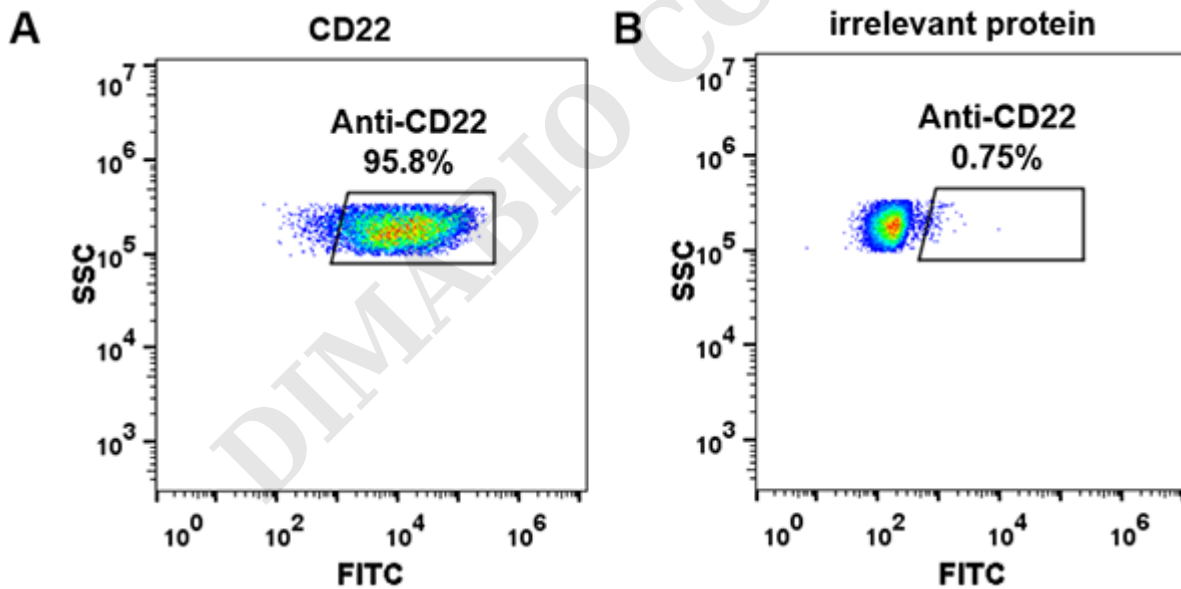 A
CD22
10^7
10^6
10^5
10^4
10^3
SSC
Anti-CD22
95.8%
10^0 10^2 10^4 10^6
FITC
B
irrelevant protein
10^7
10^6
10^5
10^4
10^3
SSC
Anti-CD22
0.75%
10^0 10^2 10^4 10^6
FITC
DIMABIO CO